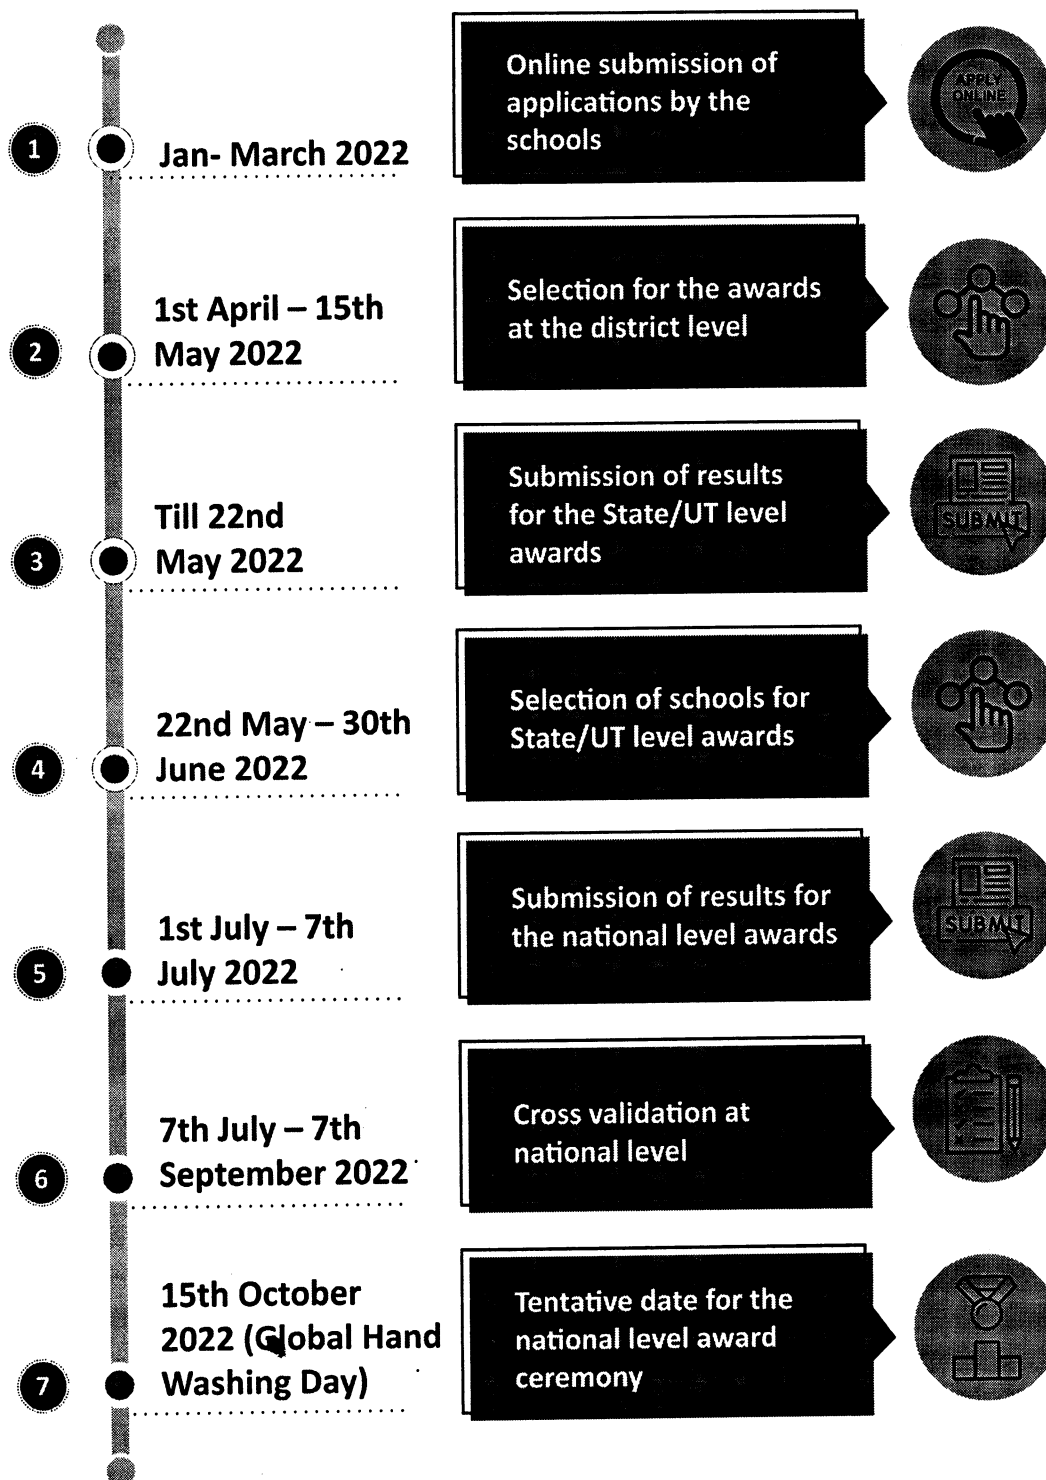 1
Jan- March 2022
Online submission of
applications by the
schools
APPLY
ONLINE
2
1st April – 15th
May 2022
Selection for the awards
at the district level
3
Till 22nd
May 2022
Submission of results
for the State/UT level
awards
SUBMIT
4
22nd May – 30th
June 2022
Selection of schools for
State/UT level awards
5
1st July – 7th
July 2022
Submission of results for
the national level awards
SUBMIT
6
7th July – 7th
September 2022
Cross validation at
national level
7
15th October
2022 (Global Hand
Washing Day)
Tentative date for the
national level award
ceremony